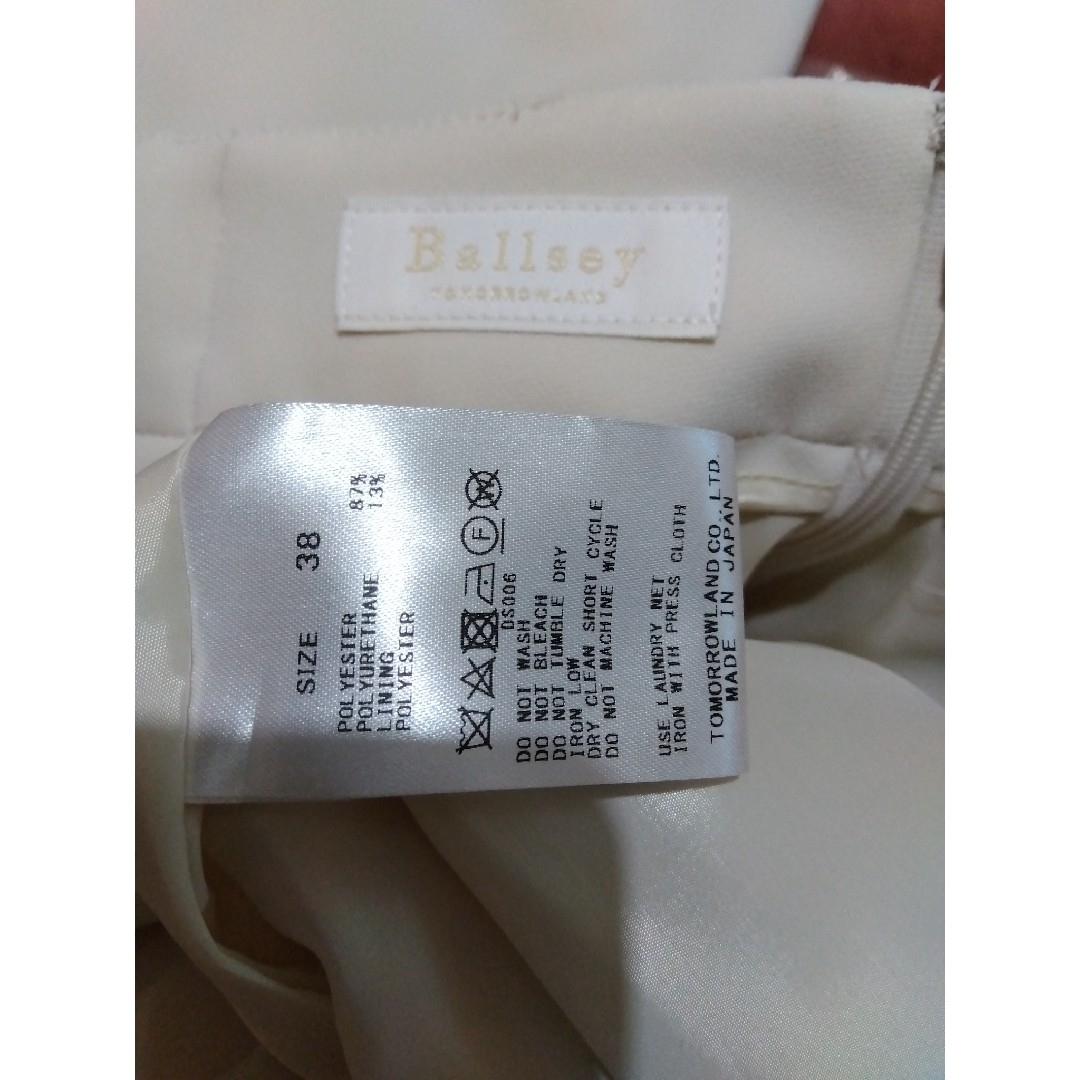 Ballsey
TOMORROWLAND
SIZE 38
POLYESTER 87%
POLYURETHANE 13%
LINING
POLYESTER
DS006
DO NOT WASH
DO NOT BLEACH
DO NOT TUMBLE DRY
IRON LOW
DRY CLEAN SHORT CYCLE
DO NOT MACHINE WASH
USE LAUNDRY NET
IRON WITH PRESS CLOTH
TOMORROWLAND CO., LTD.
MADE IN JAPAN